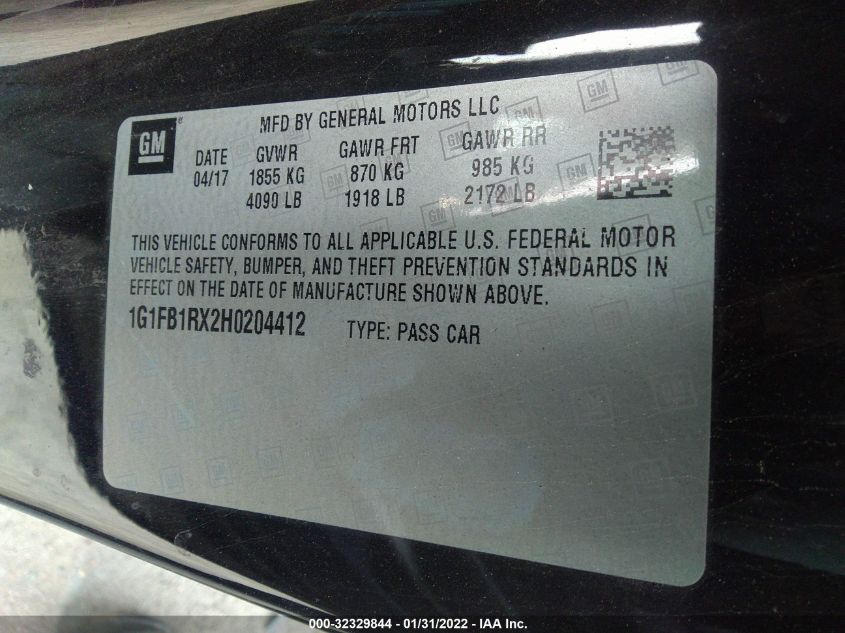 GM
MFD BY GENERAL MOTORS LLC
DATE GVWR GAWR FRT GAWR RR
04/17 1855 KG 870 KG 985 KG
4090 LB 1918 LB 2172 LB
THIS VEHICLE CONFORMS TO ALL APPLICABLE U.S. FEDERAL MOTOR
VEHICLE SAFETY, BUMPER, AND THEFT PREVENTION STANDARDS IN
EFFECT ON THE DATE OF MANUFACTURE SHOWN ABOVE.
1G1FB1RX2H0204412 TYPE: PASS CAR
000-32329844 - 01/31/2022 - IAA Inc.